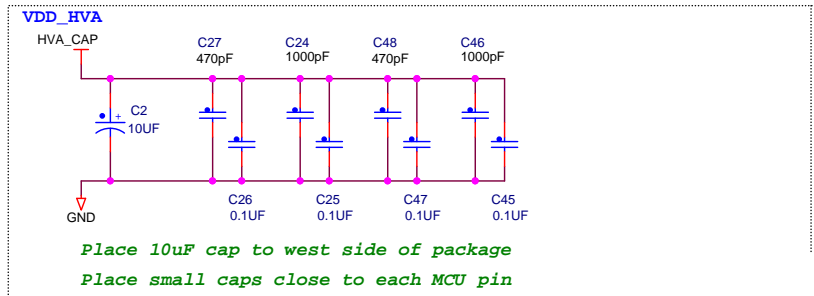 VDD_HVA
HVA_CAP
C27 C24 C48 C46
470pF 1000pF 470pF 1000pF
C2
+
10UF
C26 C25 C47 C45
0.1UF 0.1UF 0.1UF 0.1UF
GND
Place 10uF cap to west side of package
Place small caps close to each MCU pin